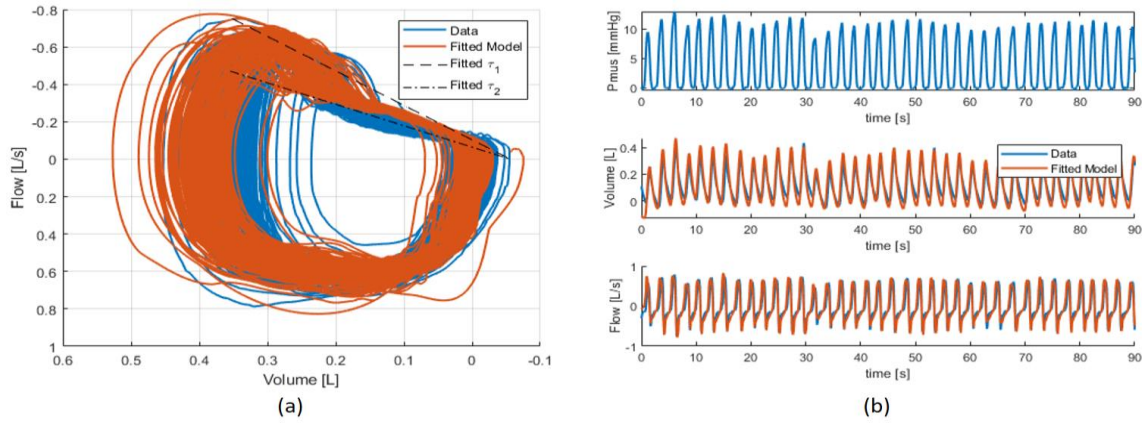 -0.8
-0.6
-0.4
-0.2
0
0.2
0.4
0.6
0.8
1
Flow [L/s]
0.6
0.5
0.4
0.3
0.2
0.1
0
-0.1
Volume [L]
Data
Fitted Model
Fitted τ1
Fitted τ2
(a)
Pmus [mmHg]
10
5
0
0 10 20 30 40 50 60 70 80 90
time [s]
Volume [L]
0.4
0.2
0
Data
Fitted Model
0 10 20 30 40 50 60 70 80 90
time [s]
Flow [L/s]
1
0
-1
0 10 20 30 40 50 60 70 80 90
time [s]
(b)